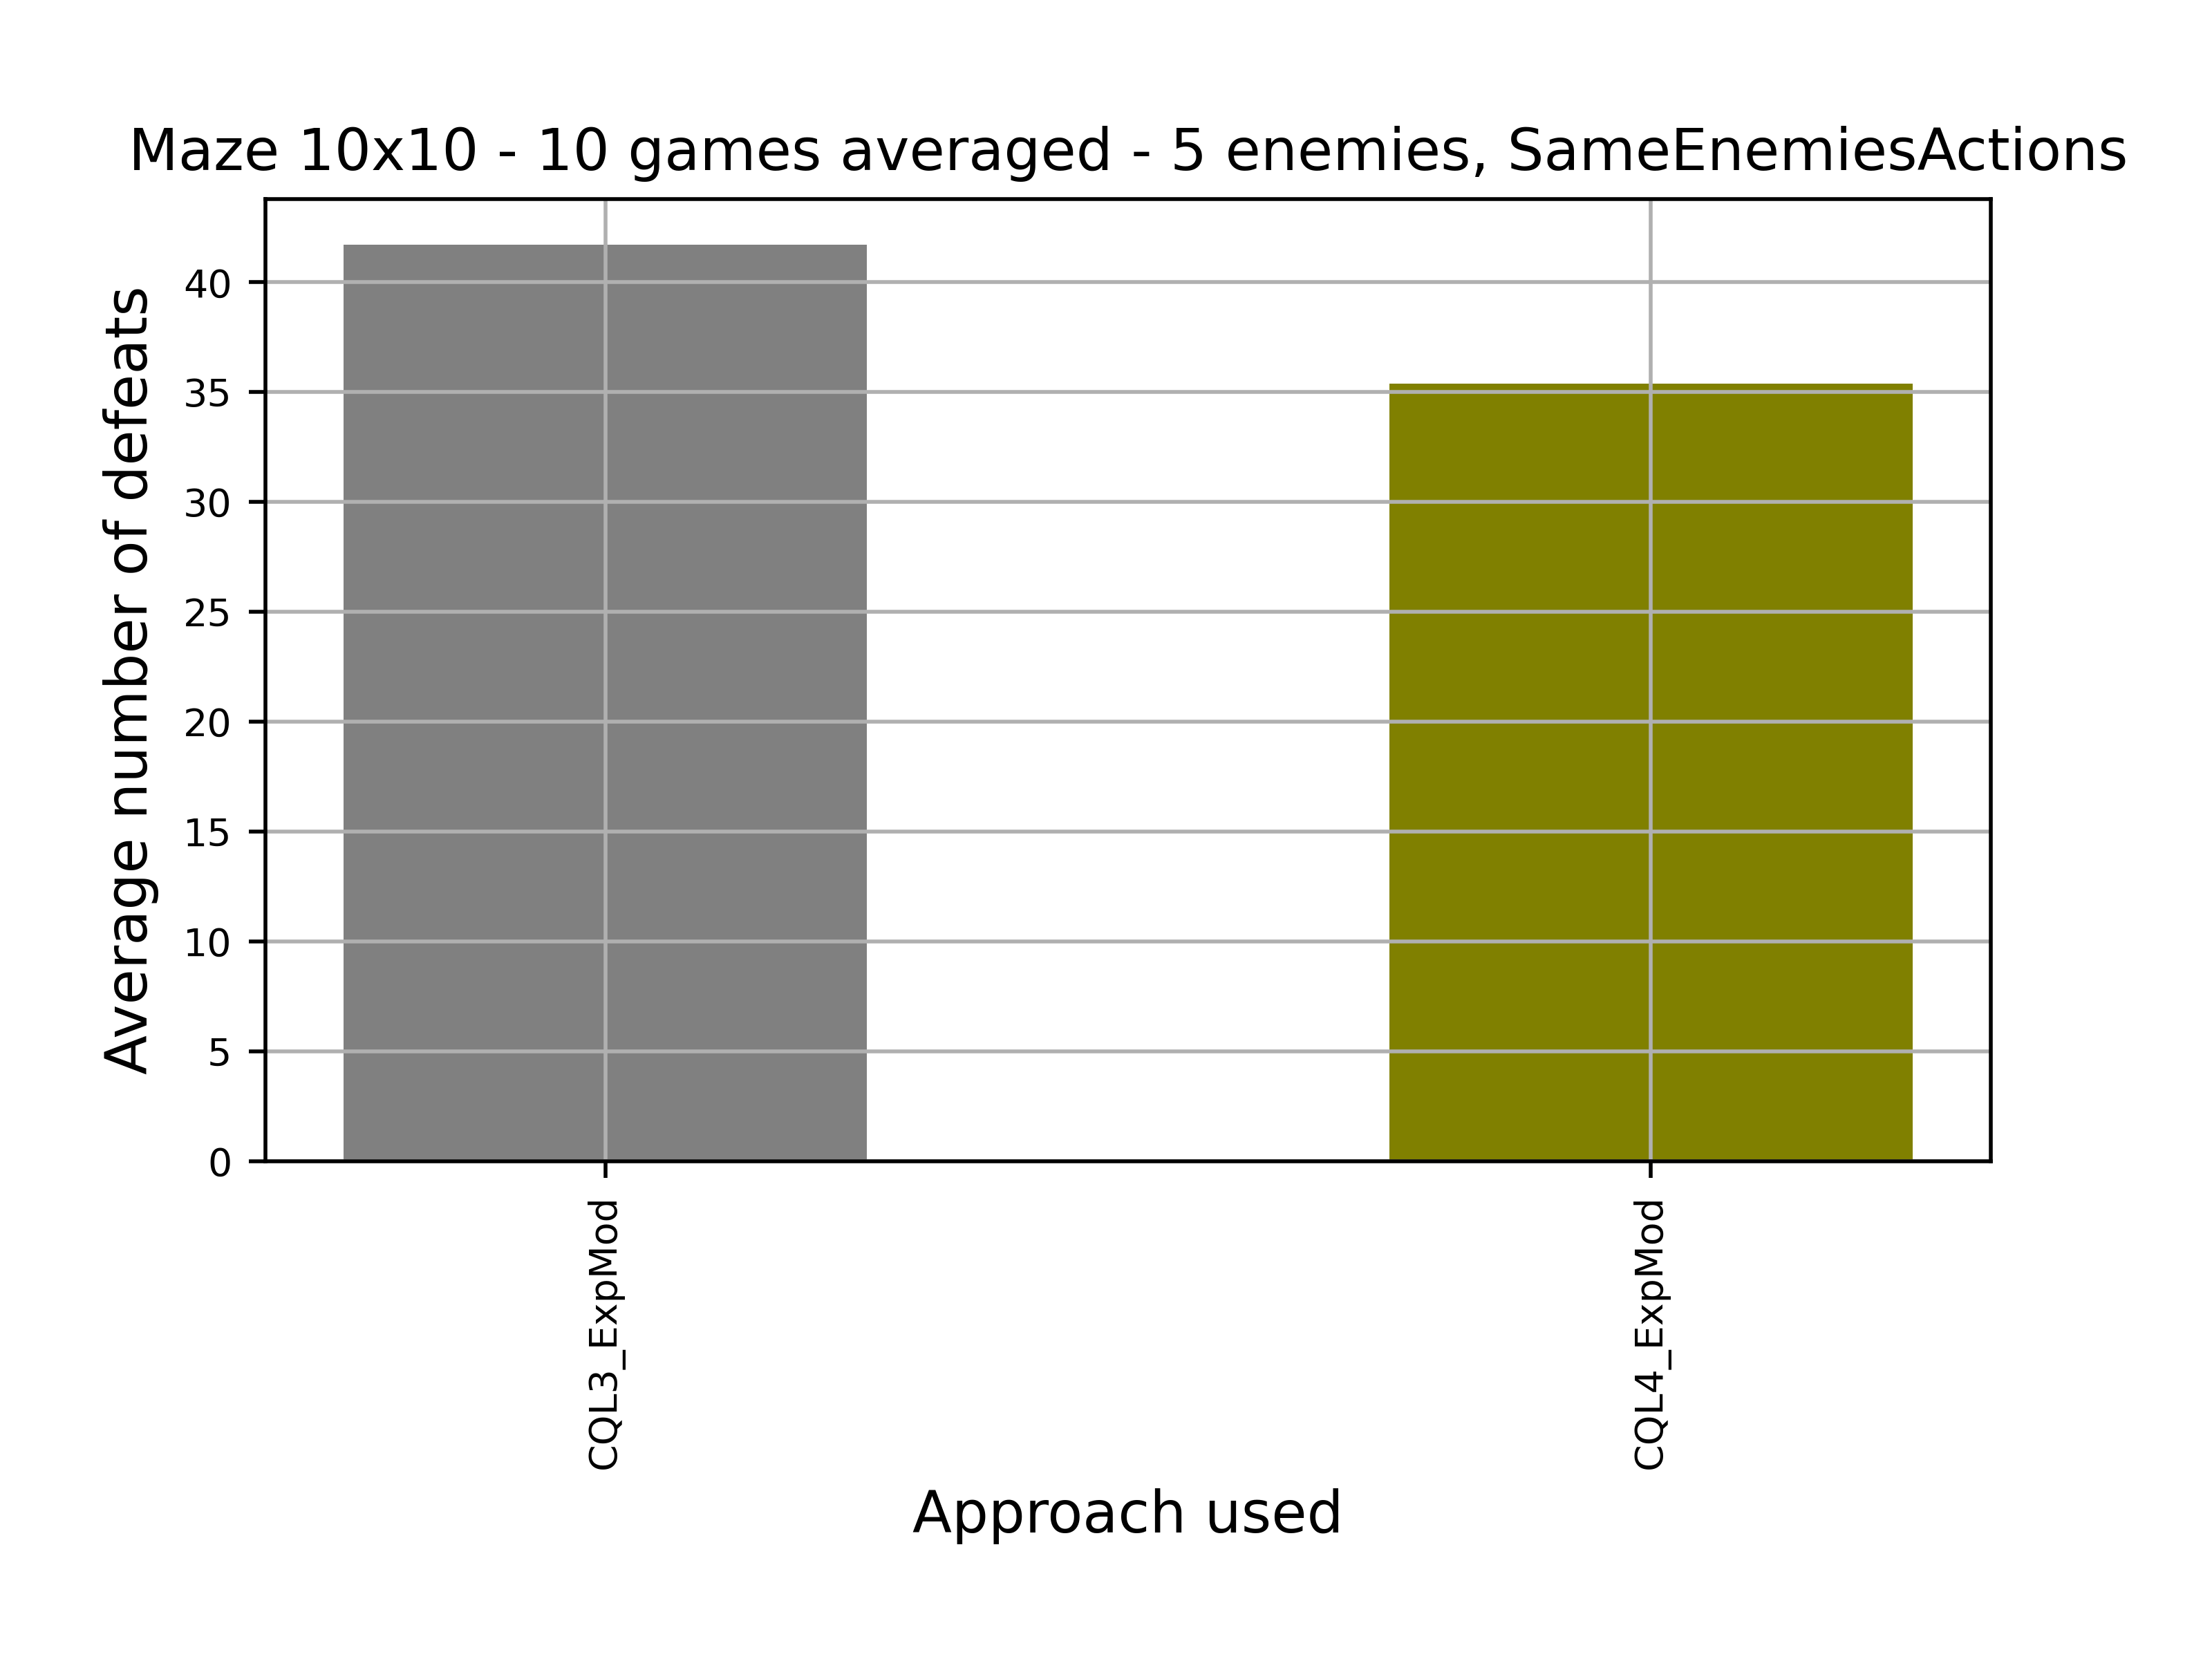 Maze 10x10 - 10 games averaged - 5 enemies, SameEnemiesActions
Average number of defeats
40
35
30
25
20
15
10
5
0
CQL3_ExpMod
CQL4_ExpMod
Approach used